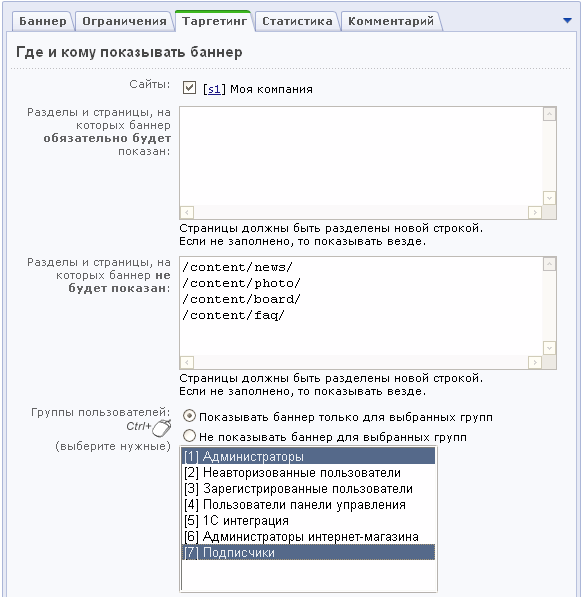 Баннер Ограничения Таргетинг Статистика Комментарий
Где и кому показывать баннер
Сайты: [s1] Моя компания
Разделы и страницы, на
которых баннер
обязательно будет
показан:
Страницы должны быть разделены новой строкой.
Если не заполнено, то показывать везде.
Разделы и страницы, на
которых баннер не
будет показан:
/content/news/
/content/photo/
/content/board/
/content/faq/
Страницы должны быть разделены новой строкой.
Если не заполнено, то показывать везде.
Группы пользователей:
Ctrl+
(выберите нужные)
Показывать баннер только для выбранных групп
Не показывать баннер для выбранных групп
[1] Администраторы
[2] Неавторизованные пользователи
[3] Зарегистрированные пользователи
[4] Пользователи панели управления
[5] 1С интеграция
[6] Администраторы интернет-магазина
[7] Подписчики